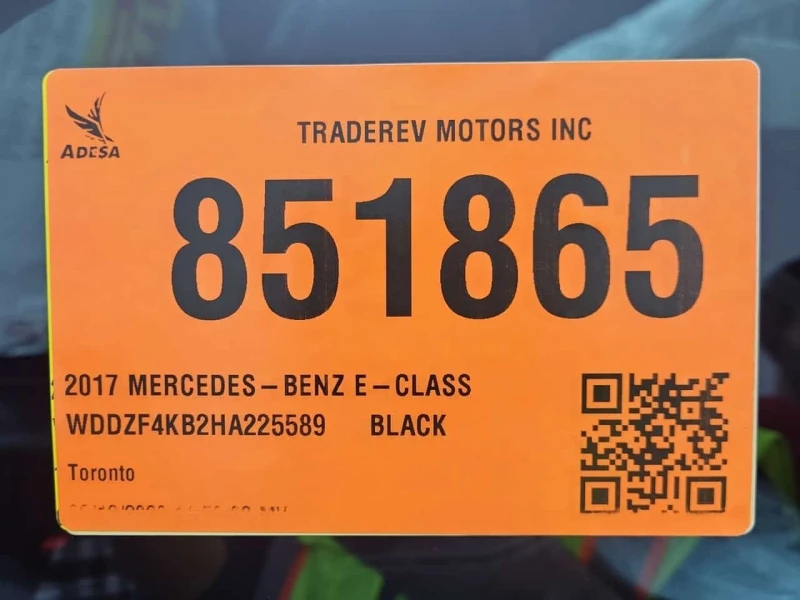 ADESA
TRADEREV MOTORS INC
851865
2017 MERCEDES-BENZ E-CLASS
WDDZF4KB2HA225589 BLACK
Toronto